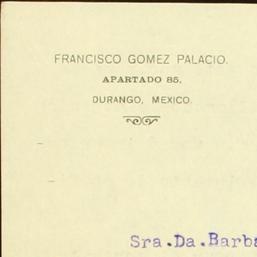 FRANCISCO GOMEZ PALACIO.
APARTADO 85.
DURANGO, MEXICO.
Sra.Da.Barba